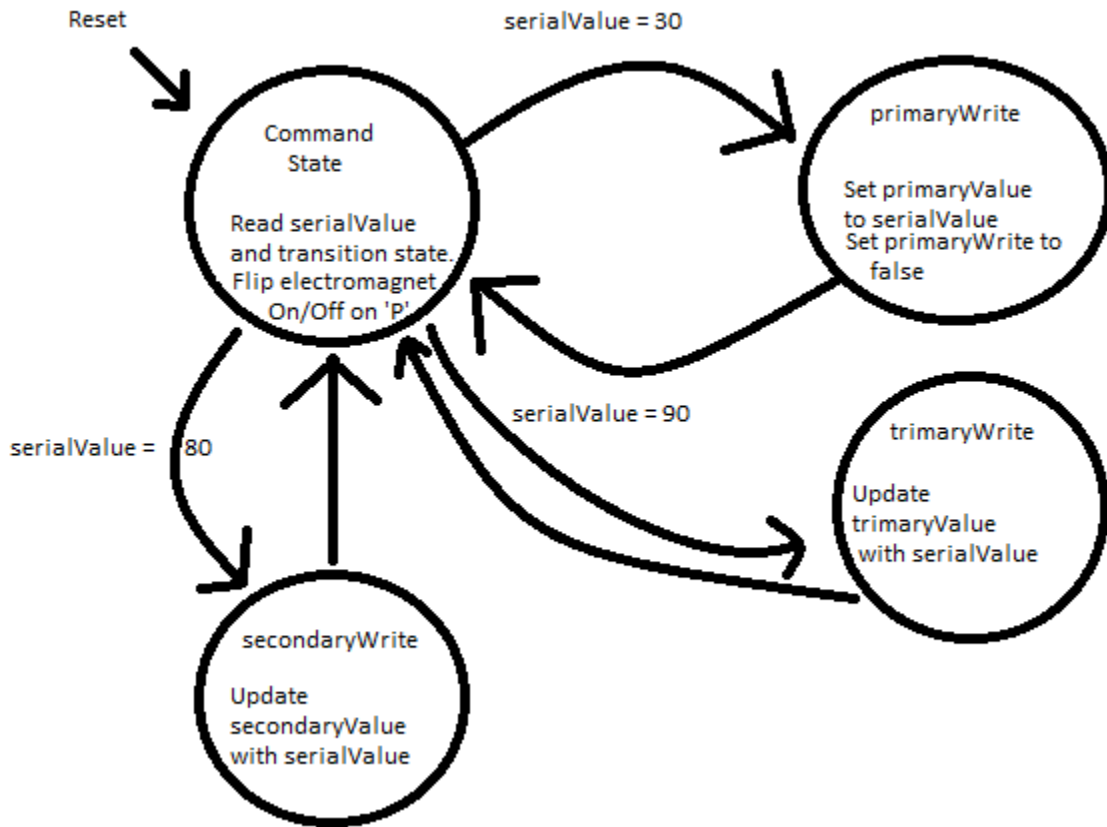 Reset
serialValue = 30
Command
State
Read serialValue
and transition state.
Flip electromagnet
On/Off on 'P'
primaryWrite
Set primaryValue
to serialValue
Set primaryWrite to
false
serialValue = 80
serialValue = 90
trimaryWrite
Update
trimaryValue
with serialValue
secondaryWrite
Update
secondaryValue
with serialValue